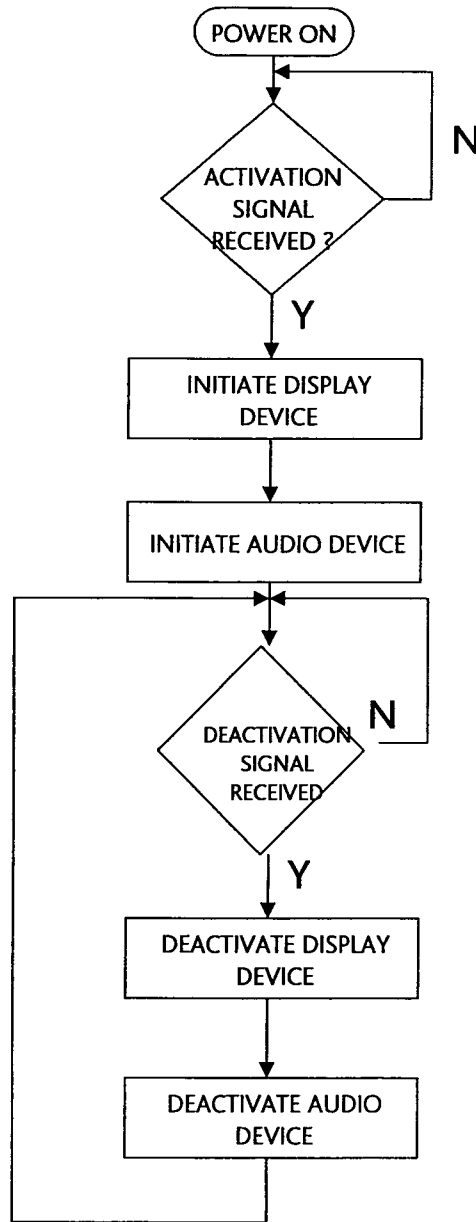 POWER ON
N
ACTIVATION
SIGNAL
RECEIVED ?
Y
INITIATE DISPLAY
DEVICE
INITIATE AUDIO DEVICE
N
DEACTIVATION
SIGNAL
RECEIVED
Y
DEACTIVATE DISPLAY
DEVICE
DEACTIVATE AUDIO
DEVICE